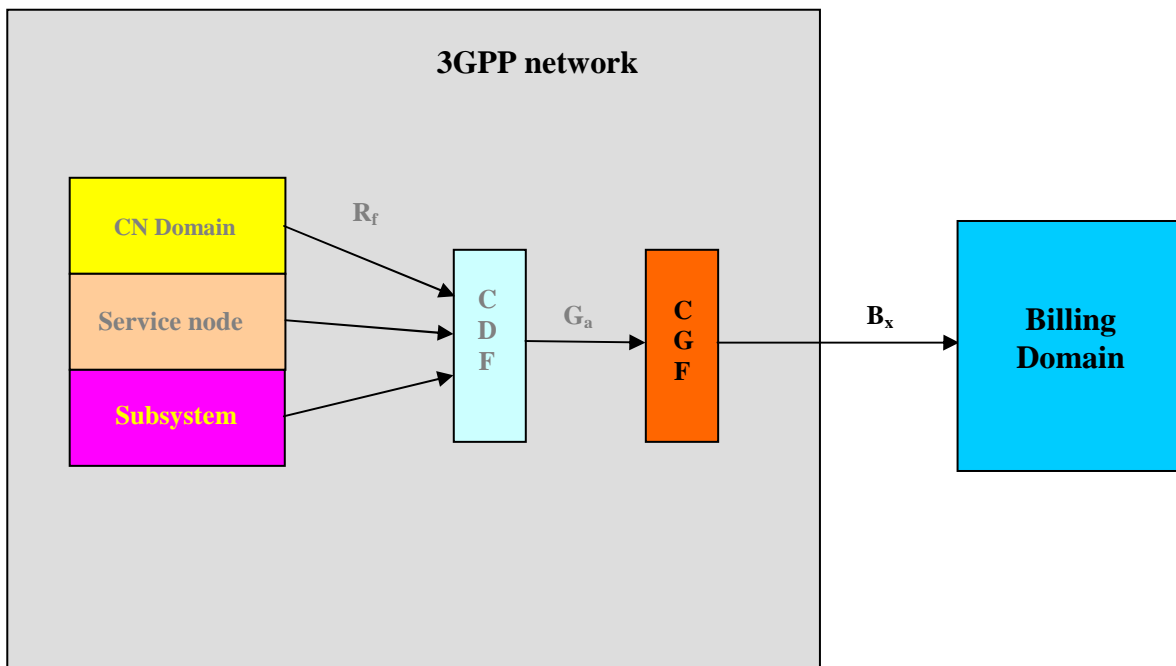 3GPP network
CN Domain
Service node
Subsystem
Rf
C
D
F
Ga
C
G
F
Bx
Billing
Domain